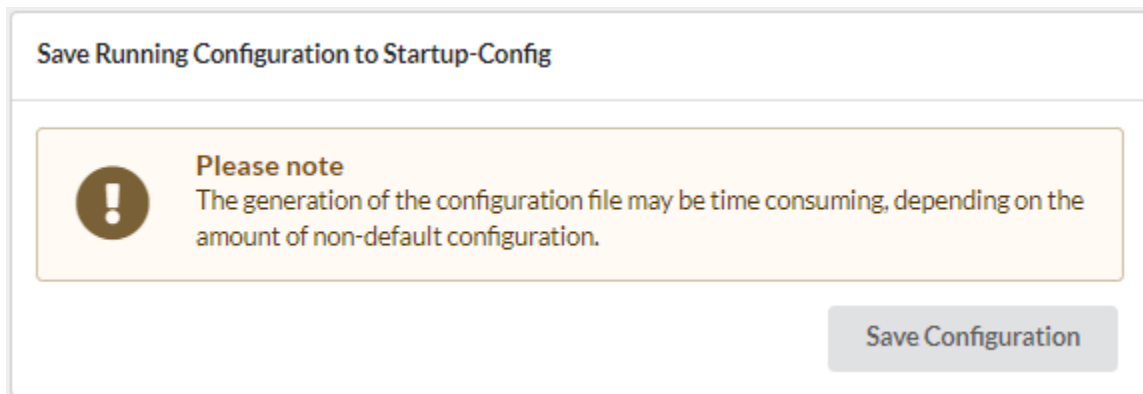 Save Running Configuration to Startup-Config
Please note
The generation of the configuration file may be time consuming, depending on the
amount of non-default configuration.
Save Configuration